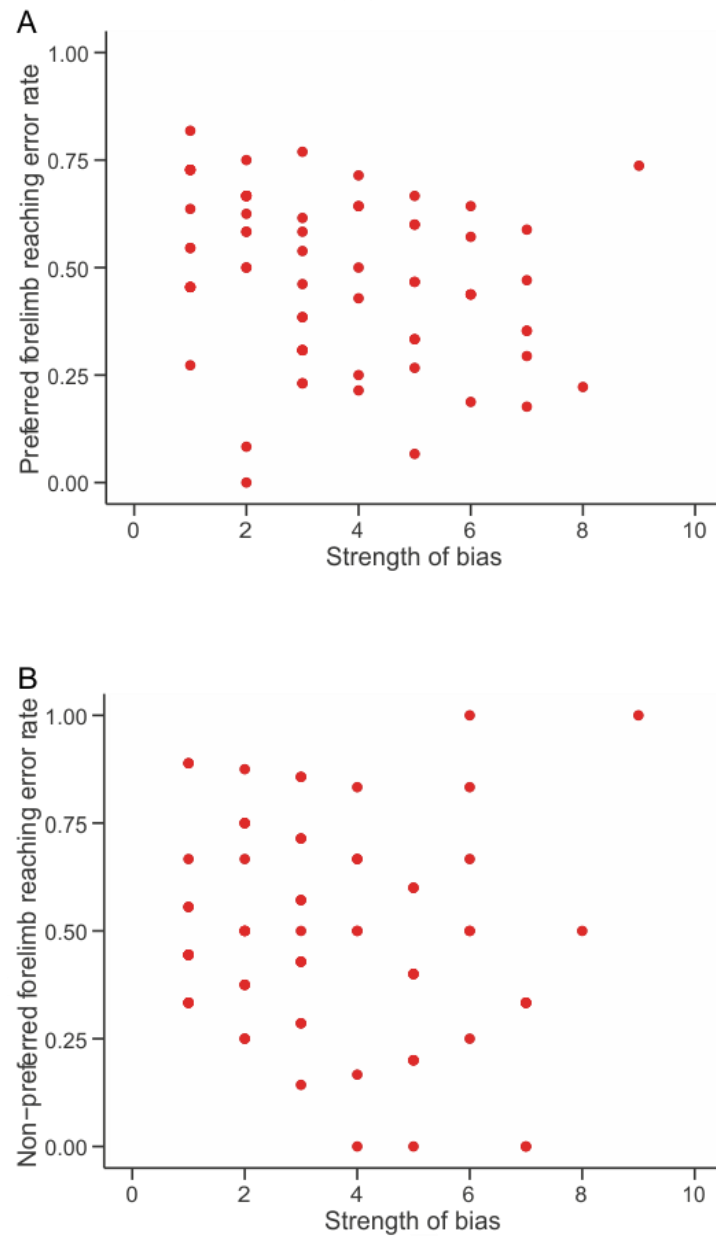 A
Preferred forelimb reaching error rate
1.00
0.75
0.50
0.25
0.00
0 2 4 6 8 10
Strength of bias
B
Non−preferred forelimb reaching error rate
1.00
0.75
0.50
0.25
0.00
0 2 4 6 8 10
Strength of bias